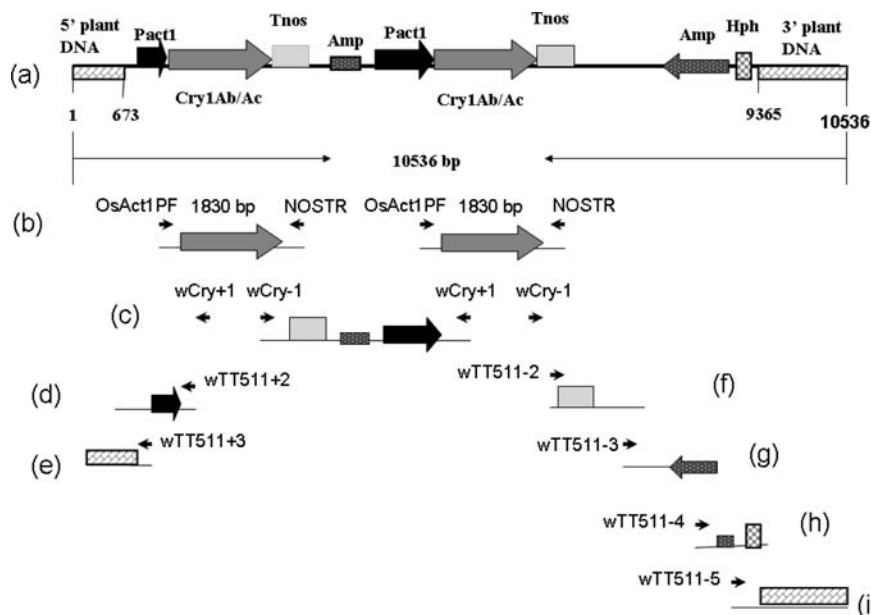 5' plant DNA
Pact1
Tnos
Amp
Pact1
Tnos
Amp
Hph
3' plant DNA
(a)
Cry1Ab/Ac
Cry1Ab/Ac
1
673
9365
10536
10536 bp
(b)
OsAct1PF
1830 bp
NOSTR
OsAct1PF
1830 bp
NOSTR
(c)
wCry+1
wCry-1
wCry+1
wCry-1
(d)
wTT511+2
wTT511-2
(f)
(e)
wTT511+3
wTT511-3
(g)
wTT511-4
(h)
wTT511-5
(i)